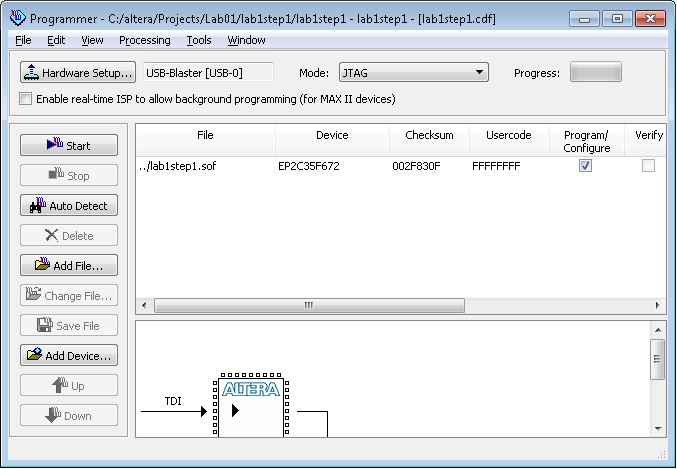 Programmer - C:/altera/Projects/Lab01/lab1step1/lab1step1 - lab1step1 - [lab1step1.cdf]
File Edit View Processing Tools Window
Hardware Setup... USB-Blaster [USB-0] Mode: JTAG Progress:
Enable real-time ISP to allow background programming (for MAX II devices)
Start
Stop
Auto Detect
Delete
Add File...
Change File...
Save File
Add Device...
Up
Down
File Device Checksum Usercode Program/ Verify
Configure
../lab1step1.sof EP2C35F672 002F830F FFFFFFFF
ALTERA
TDI